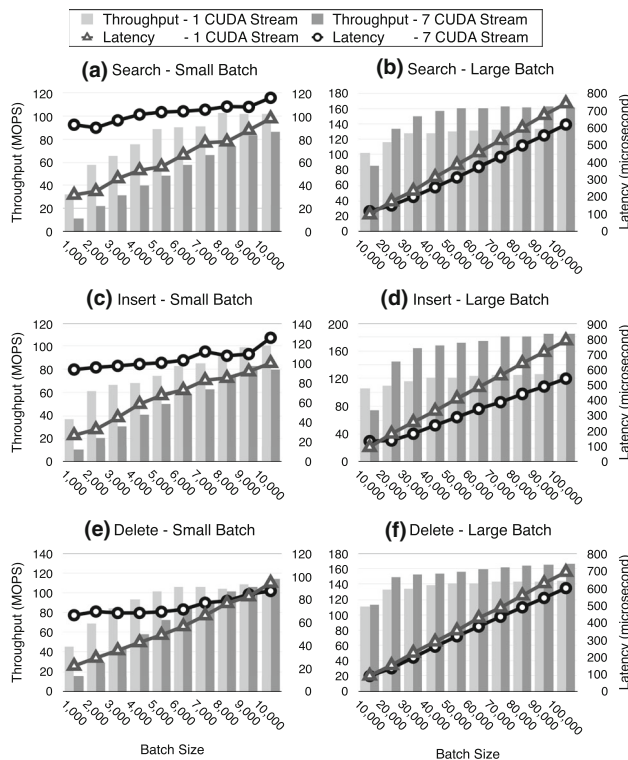 Throughput - 1 CUDA Stream Throughput - 7 CUDA Stream
Latency - 1 CUDA Stream Latency - 7 CUDA Stream
(a) Search - Small Batch
Throughput (MOPS)
120 100 80 60 40 20 0
120 100 80 60 40 20 0
1,000 2,000 3,000 4,000 5,000 6,000 7,000 8,000 9,000 10,000
(b) Search - Large Batch
180 160 140 120 100 80 60 40 20 0
800 700 600 500 400 300 200 100 0
Latency (microsecond)
10,000 20,000 30,000 40,000 50,000 60,000 70,000 80,000 90,000 100,000
(c) Insert - Small Batch
Throughput (MOPS)
120 100 80 60 40 20 0
140 120 100 80 60 40 20 0
1,000 2,000 3,000 4,000 5,000 6,000 7,000 8,000 9,000 10,000
(d) Insert - Large Batch
200 160 120 80 40 0
900 800 700 600 500 400 300 200 100 0
Latency (microsecond)
10,000 20,000 30,000 40,000 50,000 60,000 70,000 80,000 90,000 100,000
(e) Delete - Small Batch
Throughput (MOPS)
140 120 100 80 60 40 20 0
120 100 80 60 40 20 0
1,000 2,000 3,000 4,000 5,000 6,000 7,000 8,000 9,000 10,000
Batch Size
(f) Delete - Large Batch
180 160 140 120 100 80 60 40 20 0
800 700 600 500 400 300 200 100 0
Latency (microsecond)
10,000 20,000 30,000 40,000 50,000 60,000 70,000 80,000 90,000 100,000
Batch Size